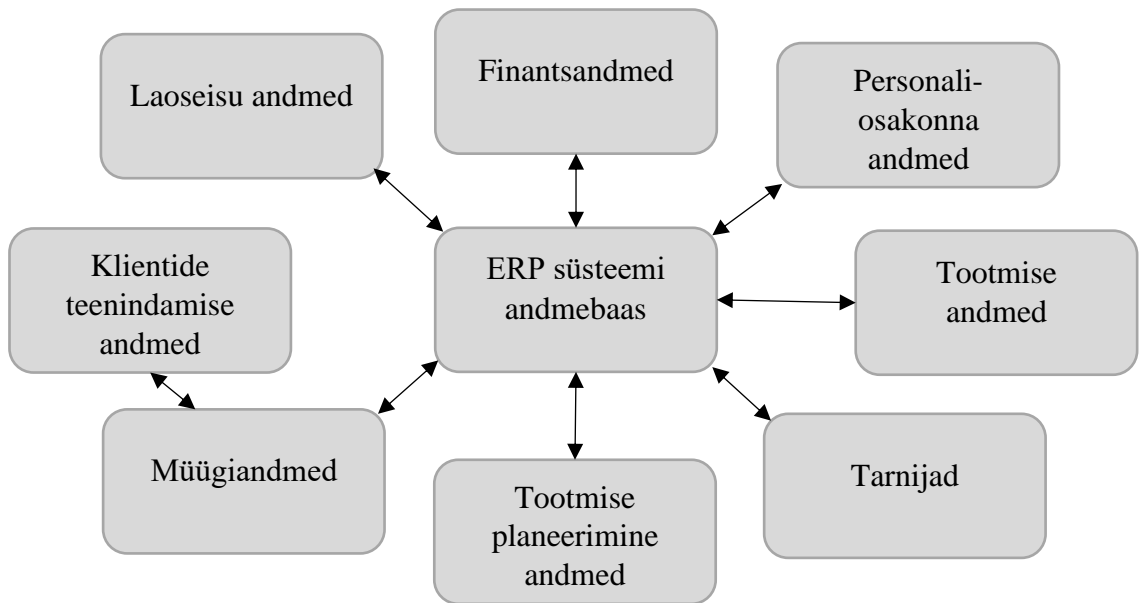 Laoseisu andmed
Finantsandmed
Personali-
osakonna
andmed
Klientide
teenindamise
andmed
ERP süsteemi
andmebaas
Tootmise
andmed
Müügiandmed
Tootmise
planeerimine
andmed
Tarnijad